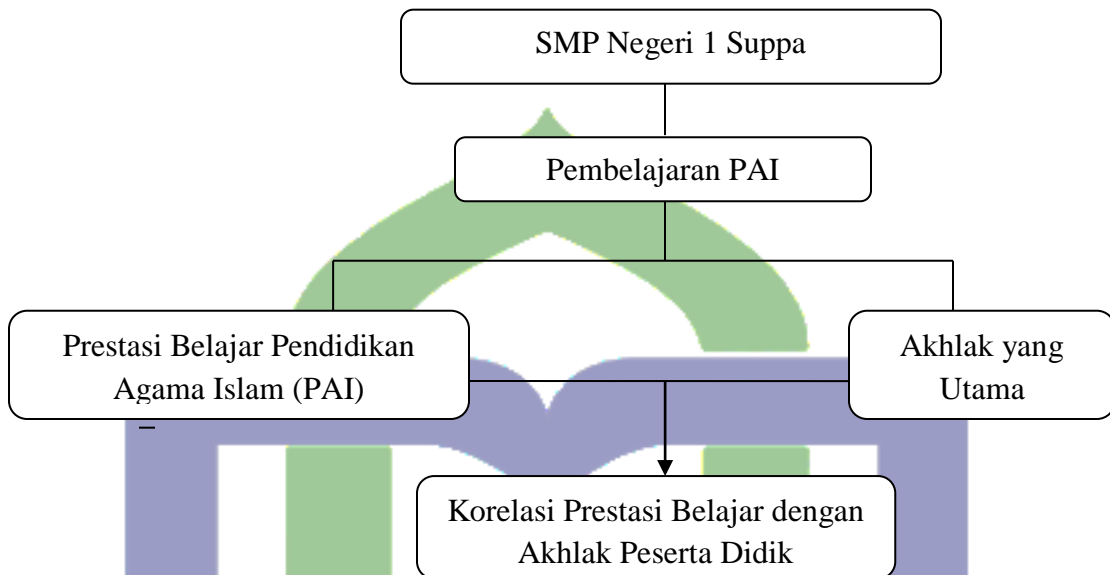 SMP Negeri 1 Suppa
Pembelajaran PAI
Prestasi Belajar Pendidikan
Agama Islam (PAI)
Akhlak yang
Utama
Korelasi Prestasi Belajar dengan
Akhlak Peserta Didik